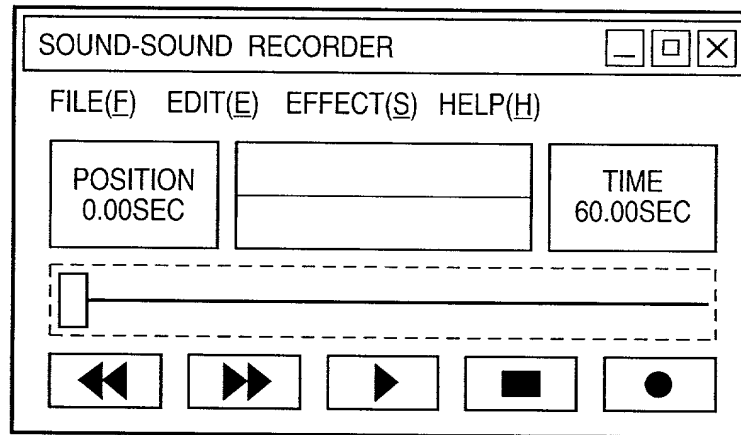 SOUND-SOUND RECORDER
FILE(F) EDIT(E) EFFECT(S) HELP(H)
POSITION
0.00SEC
TIME
60.00SEC